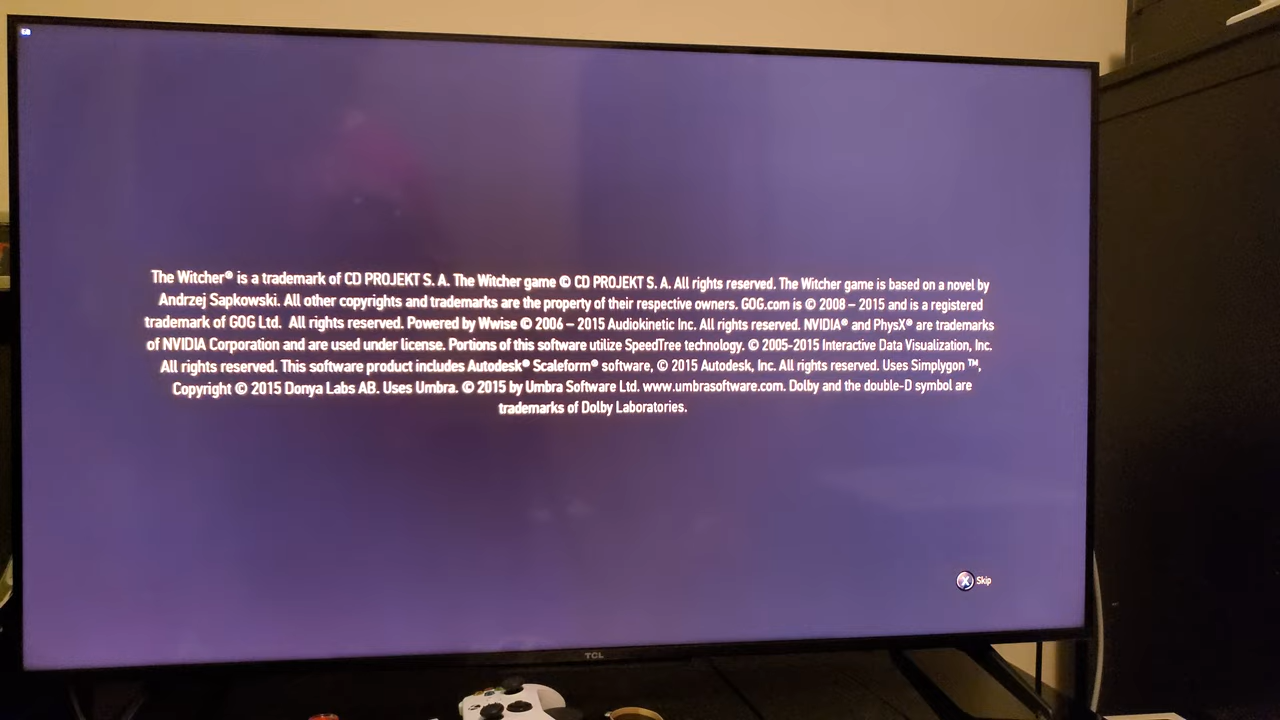 60
The Witcher® is a trademark of CD PROJEKT S. A. The Witcher game © CD PROJEKT S. A. All rights reserved. The Witcher game is based on a novel by
Andrzej Sapkowski. All other copyrights and trademarks are the property of their respective owners. GOG.com is © 2008 – 2015 and is a registered
trademark of GOG Ltd. All rights reserved. Powered by Wwise © 2006 – 2015 Audiokinetic Inc. All rights reserved. NVIDIA® and PhysX® are trademarks
of NVIDIA Corporation and are used under license. Portions of this software utilize SpeedTree technology. © 2005-2015 Interactive Data Visualization, Inc.
All rights reserved. This software product includes Autodesk® Scaleform® software, © 2015 Autodesk, Inc. All rights reserved. Uses Simplygon ™,
Copyright © 2015 Donya Labs AB. Uses Umbra. © 2015 by Umbra Software Ltd. www.umbrasoftware.com. Dolby and the double-D symbol are
trademarks of Dolby Laboratories.
X Skip
TCL